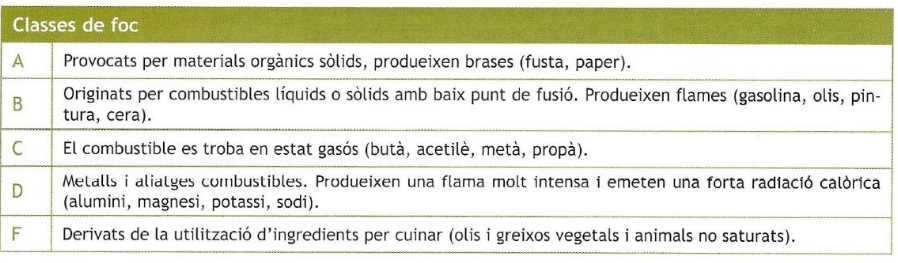 Classes de foc
A Provocats per materials orgànics sòlids, produeixen brases (fusta, paper).
B Originats per combustibles líquids o sòlids amb baix punt de fusió. Produeixen flames (gasolina, olis, pin-
tura, cera).
C El combustible es troba en estat gasós (butà, acetilè, metà, propà).
D Metalls i aliatges combustibles. Produeixen una flama molt intensa i emeten una forta radiació calòrica
(alumini, magnesi, potassi, sodi).
F Derivats de la utilització d'ingredients per cuinar (olis i greixos vegetals i animals no saturats).